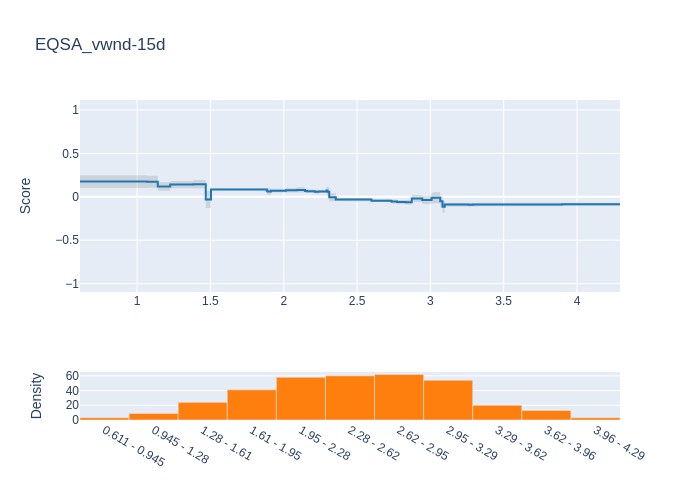 EQSA_vwnd-15d
Score
1
0.5
0
−0.5
−1
1
1.5
2
2.5
3
3.5
4
Density
60
40
20
0
0.611 - 0.945
0.945 - 1.28
1.28 - 1.61
1.61 - 1.95
1.95 - 2.28
2.28 - 2.62
2.62 - 2.95
2.95 - 3.29
3.29 - 3.62
3.62 - 3.96
3.96 - 4.29